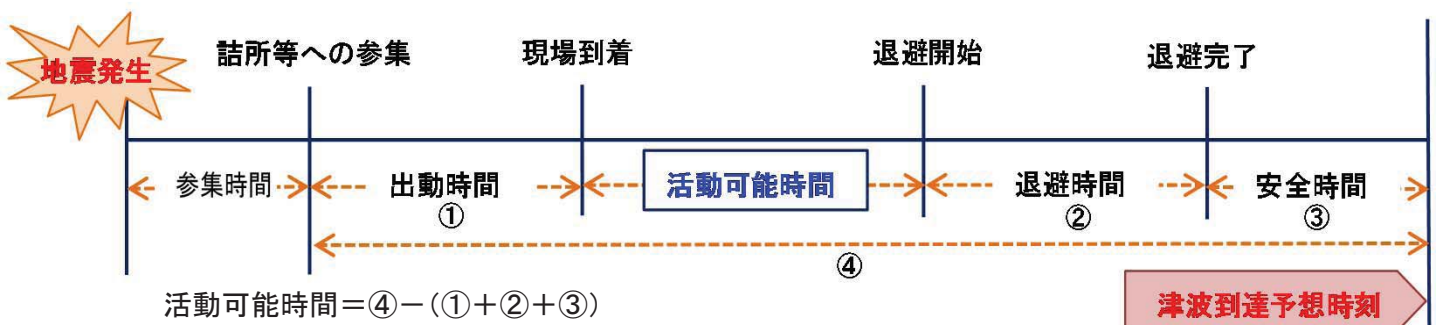 地震発生
詰所等への参集
現場到着
退避開始
退避完了
参集時間
出動時間
①
活動可能時間
退避時間
②
安全時間
③
④
活動可能時間＝④－(①＋②＋③)
津波到達予想時刻